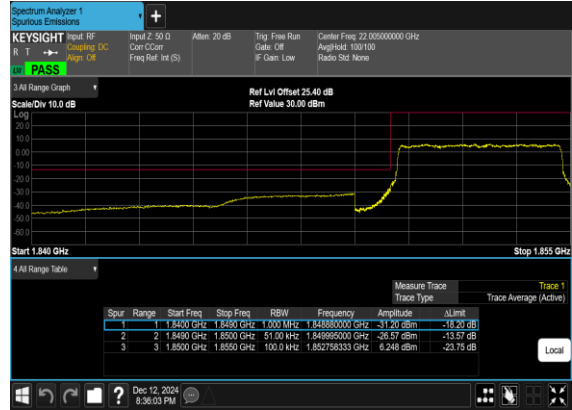 Spectrum Analyzer 1
Spurious Emissions
+
KEYSIGHT Input: RF Input Z: 50 Ω Atten: 20 dB Trig: Free Run Center Freq: 22.005000000 GHz
R T Coupling: DC Corr CCorr Gate: Off Avg|Hold: 100/100
Align: Off Freq Ref: Int (S) IF Gain: Low Radio Std: None
PASS
3 All Range Graph
Ref Lvl Offset 25.40 dB
Scale/Div 10.0 dB Ref Value 30.00 dBm
Log
20.0
10.0
0.00
-10.0
-20.0
-30.0
-40.0
-50.0
-60.0
Start 1.840 GHz Stop 1.855 GHz
4 All Range Table
Measure Trace Trace 1
Trace Type Trace Average (Active)
Spur Range Start Freq Stop Freq RBW Frequency Amplitude ΔLimit
1 1 1.8400 GHz 1.8490 GHz 1.000 MHz 1.848880000 GHz -31.20 dBm -18.20 dB
2 2 1.8490 GHz 1.8500 GHz 51.00 kHz 1.849995000 GHz -26.57 dBm -13.57 dB
3 3 1.8500 GHz 1.8550 GHz 100.0 kHz 1.852758333 GHz 6.248 dBm -23.75 dB
Local
? Dec 12, 2024
8:36:03 PM